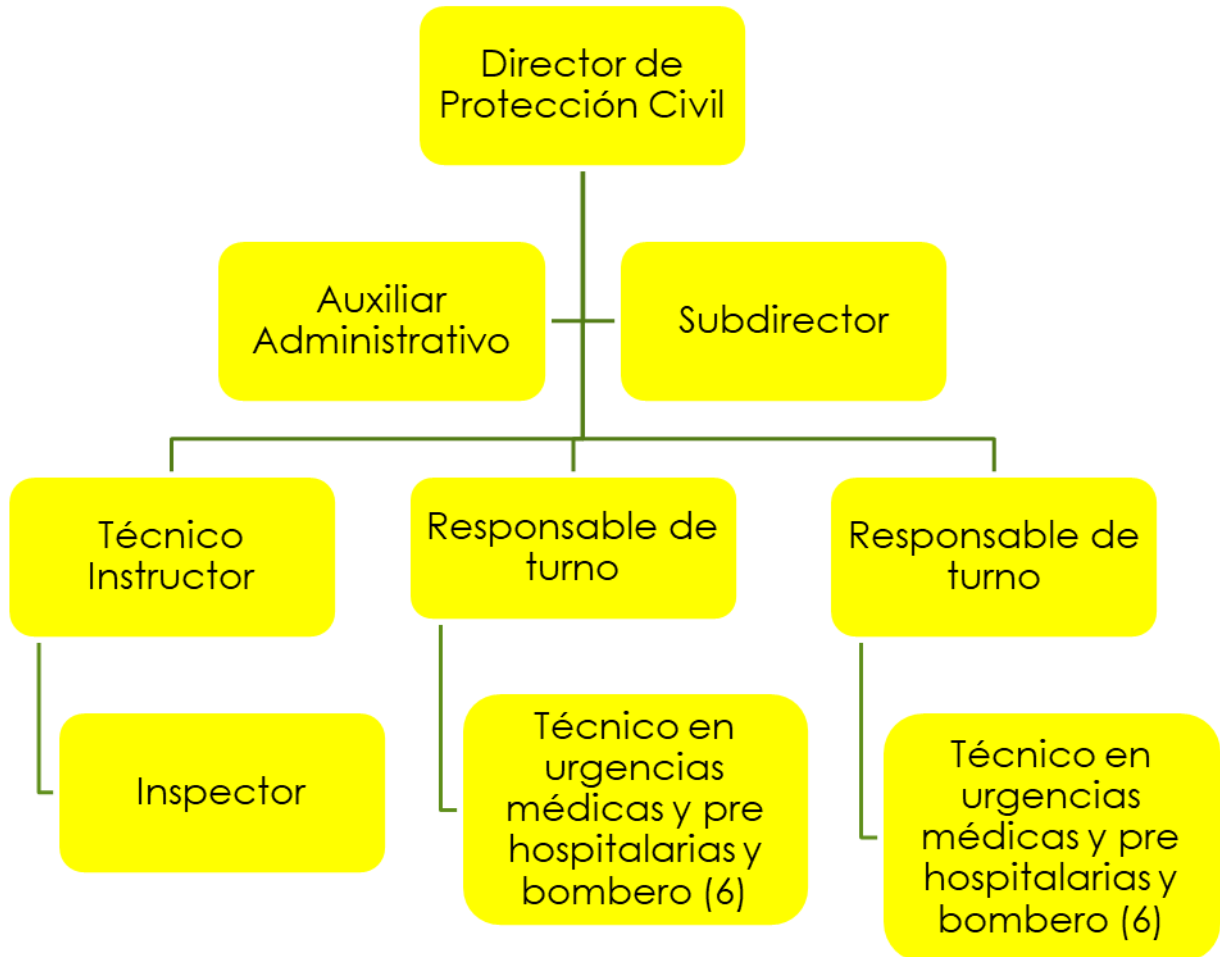 Director de
Protección Civil
Auxiliar
Administrativo
Subdirector
Técnico
Instructor
Responsable de
turno
Responsable de
turno
Inspector
Técnico en
urgencias
médicas y pre
hospitalarias y
bombero (6)
Técnico en
urgencias
médicas y pre
hospitalarias y
bombero (6)